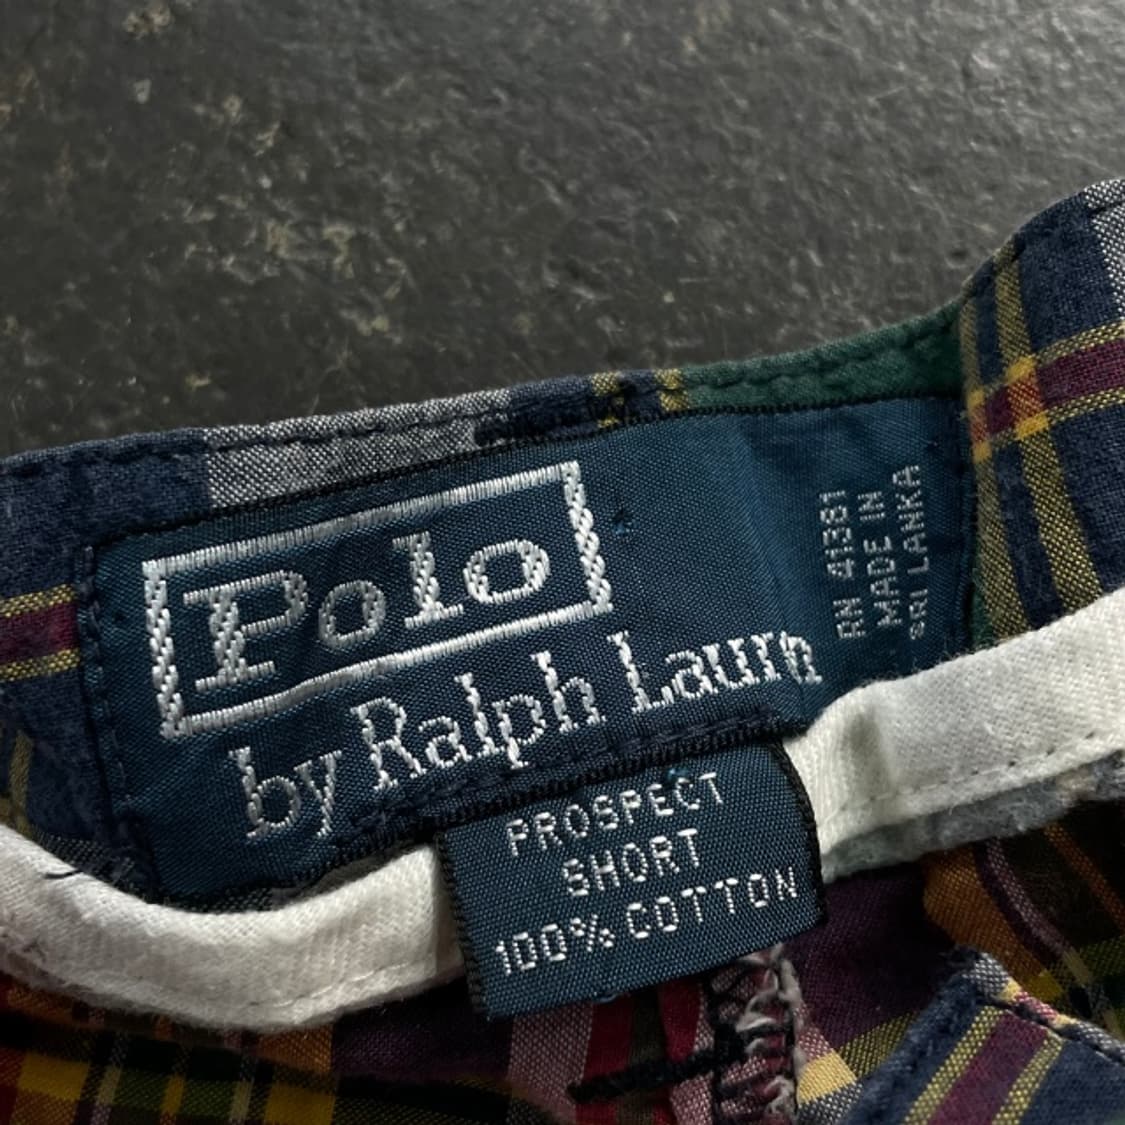 Polo
by Ralph Lauren
RN 41381
MADE IN
SRI LANKA
PROSPECT
SHORT
100% COTTON